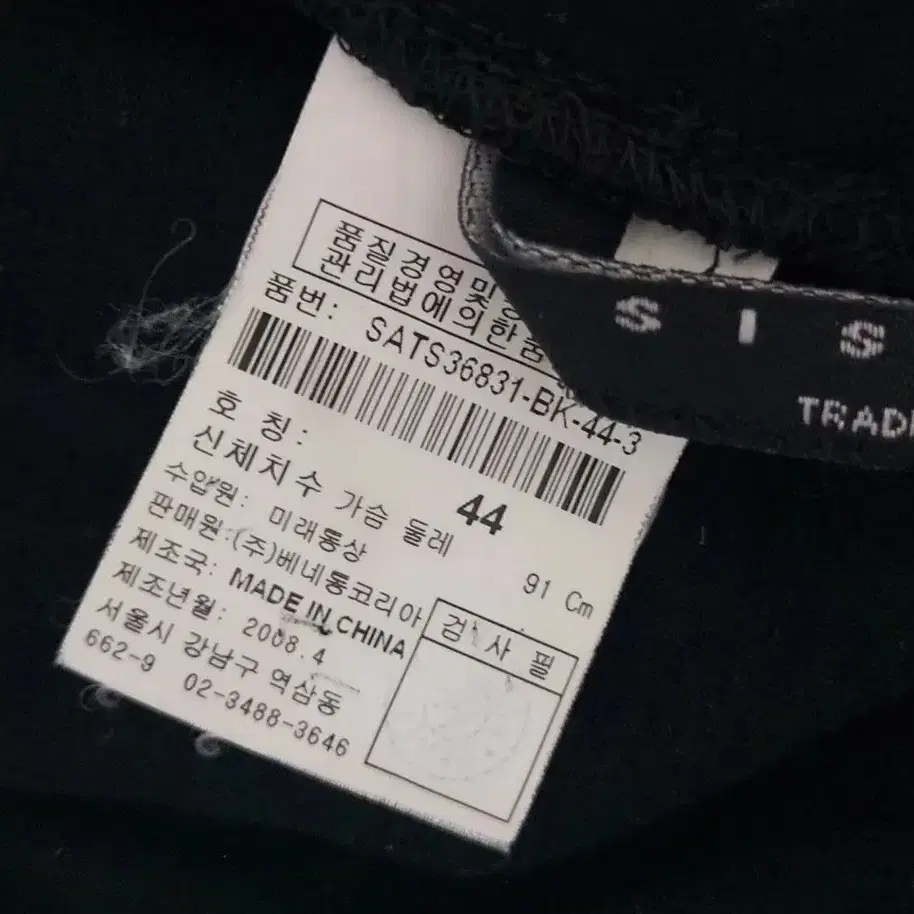 품질경영및
관리법에의한품
품번: SATS36831-BK-44-3
호 칭: 44
신체치수 가슴 둘레 91 Cm
수입원: 미래통상
판매원:(주)베네통코리아
제조국: MADE IN CHINA
제조년월: 2008.4
서울시 강남구 역삼동
662-9 02-3488-3646
검 사 필
S I S
TRAD